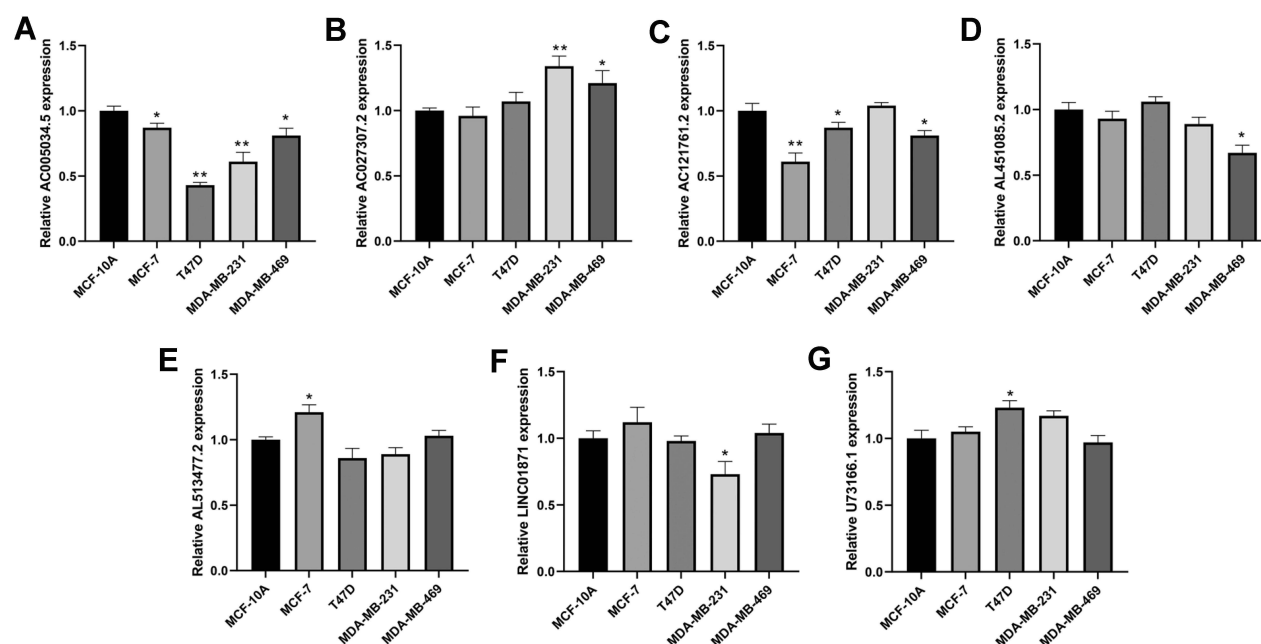 A
Relative AC005034.5 expression
1.5
1.0
0.5
0.0
*
**
**
*
MCF-10A
MCF-7
T47D
MDA-MB-231
MDA-MB-469
B
Relative AC027307.2 expression
1.5
1.0
0.5
0.0
**
*
MCF-10A
MCF-7
T47D
MDA-MB-231
MDA-MB-469
C
Relative AC121761.2 expression
1.5
1.0
0.5
0.0
**
*
*
MCF-10A
MCF-7
T47D
MDA-MB-231
MDA-MB-469
D
Relative AL451085.2 expression
1.5
1.0
0.5
0.0
*
MCF-10A
MCF-7
T47D
MDA-MB-231
MDA-MB-469
E
Relative AL513477.2 expression
1.5
1.0
0.5
0.0
*
MCF-10A
MCF-7
T47D
MDA-MB-231
MDA-MB-469
F
Relative LINC01871 expression
1.5
1.0
0.5
0.0
*
MCF-10A
MCF-7
T47D
MDA-MB-231
MDA-MB-469
G
Relative U73166.1 expression
1.5
1.0
0.5
0.0
*
MCF-10A
MCF-7
T47D
MDA-MB-231
MDA-MB-469